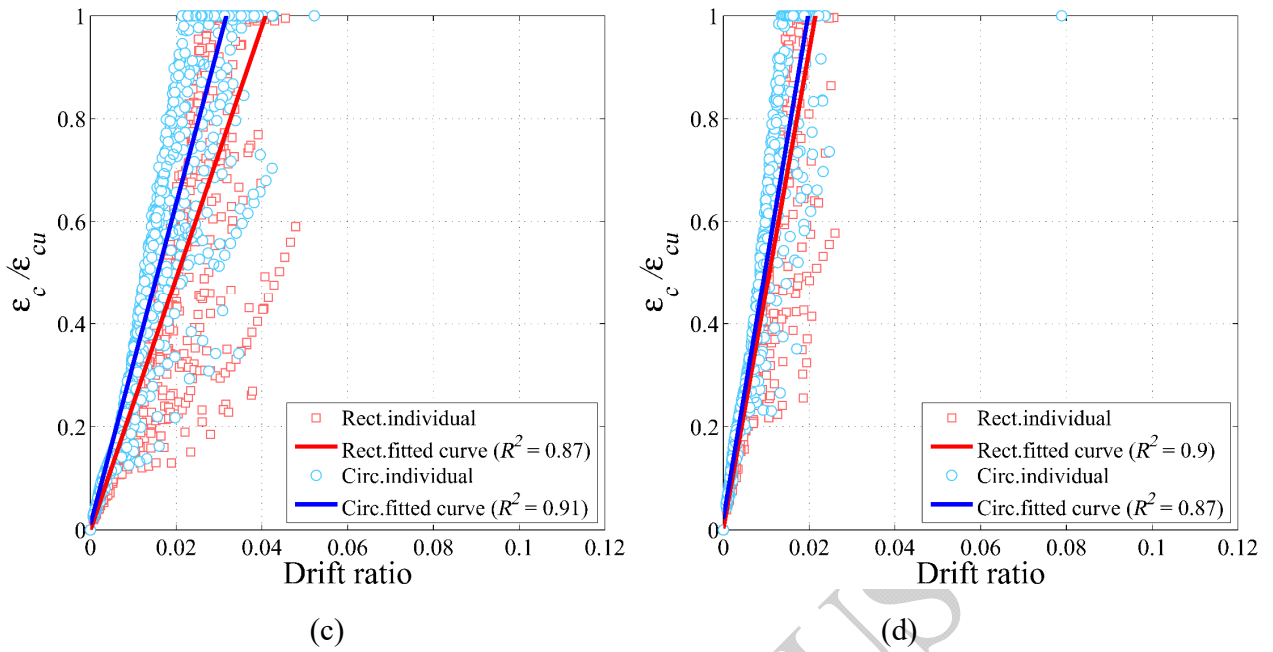 1
0.8
0.6
0.4
0.2
0
ε_c/ε_cu
Rect.individual
Rect.fitted curve (R² = 0.87)
Circ.individual
Circ.fitted curve (R² = 0.91)
0 0.02 0.04 0.06 0.08 0.1 0.12
Drift ratio
(c)
1
0.8
0.6
0.4
0.2
0
ε_c/ε_cu
Rect.individual
Rect.fitted curve (R² = 0.9)
Circ.individual
Circ.fitted curve (R² = 0.87)
0 0.02 0.04 0.06 0.08 0.1 0.12
Drift ratio
(d)